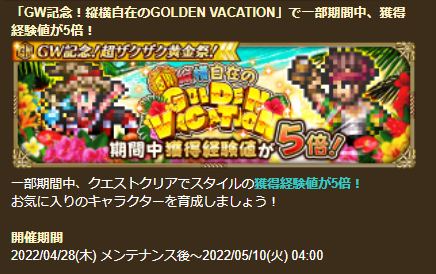 「GW記念！縦横自在のGOLDEN VACATION」で一部期間中、獲得
経験値が5倍！
GW記念！超ザクザク黄金祭！
縦横自在の
GOLDEN
VACATION
期間中獲得経験値が5倍！
一部期間中、クエストクリアでスタイルの獲得経験値が5倍！
お気に入りのキャラクターを育成しましょう！
開催期間
2022/04/28(木) メンテナンス後～2022/05/10(火) 04:00